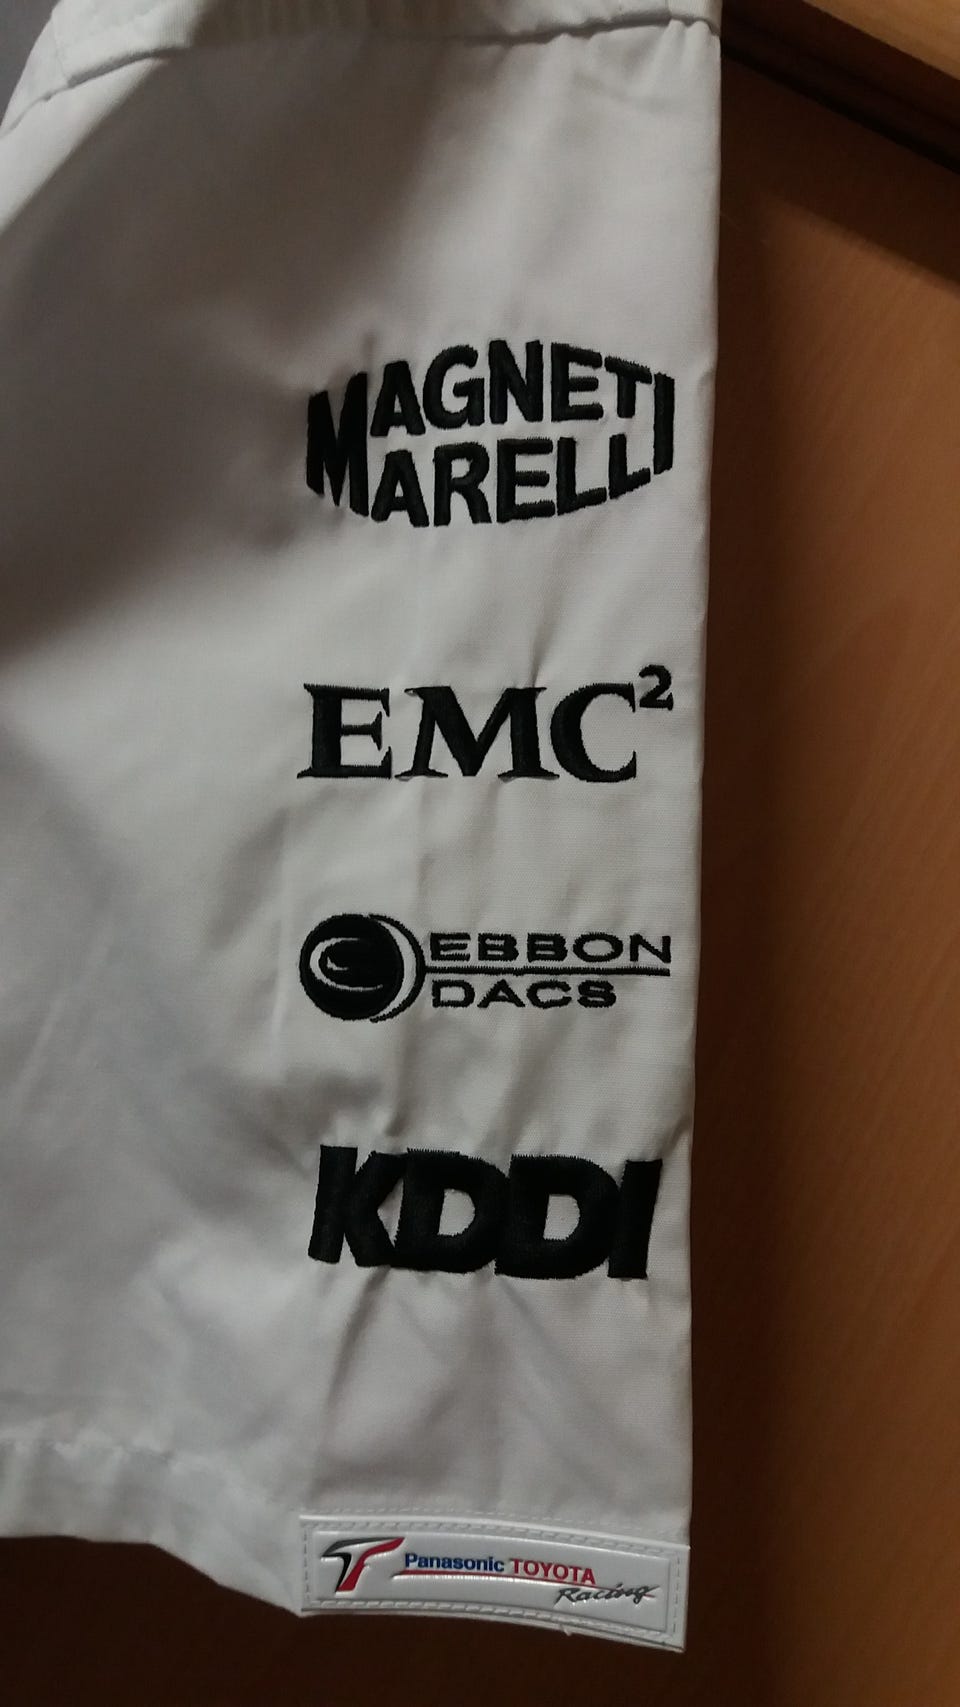 MAGNETI
MARELLI
EMC²
EBBON
DACS
KDDI
Panasonic TOYOTA
Racing